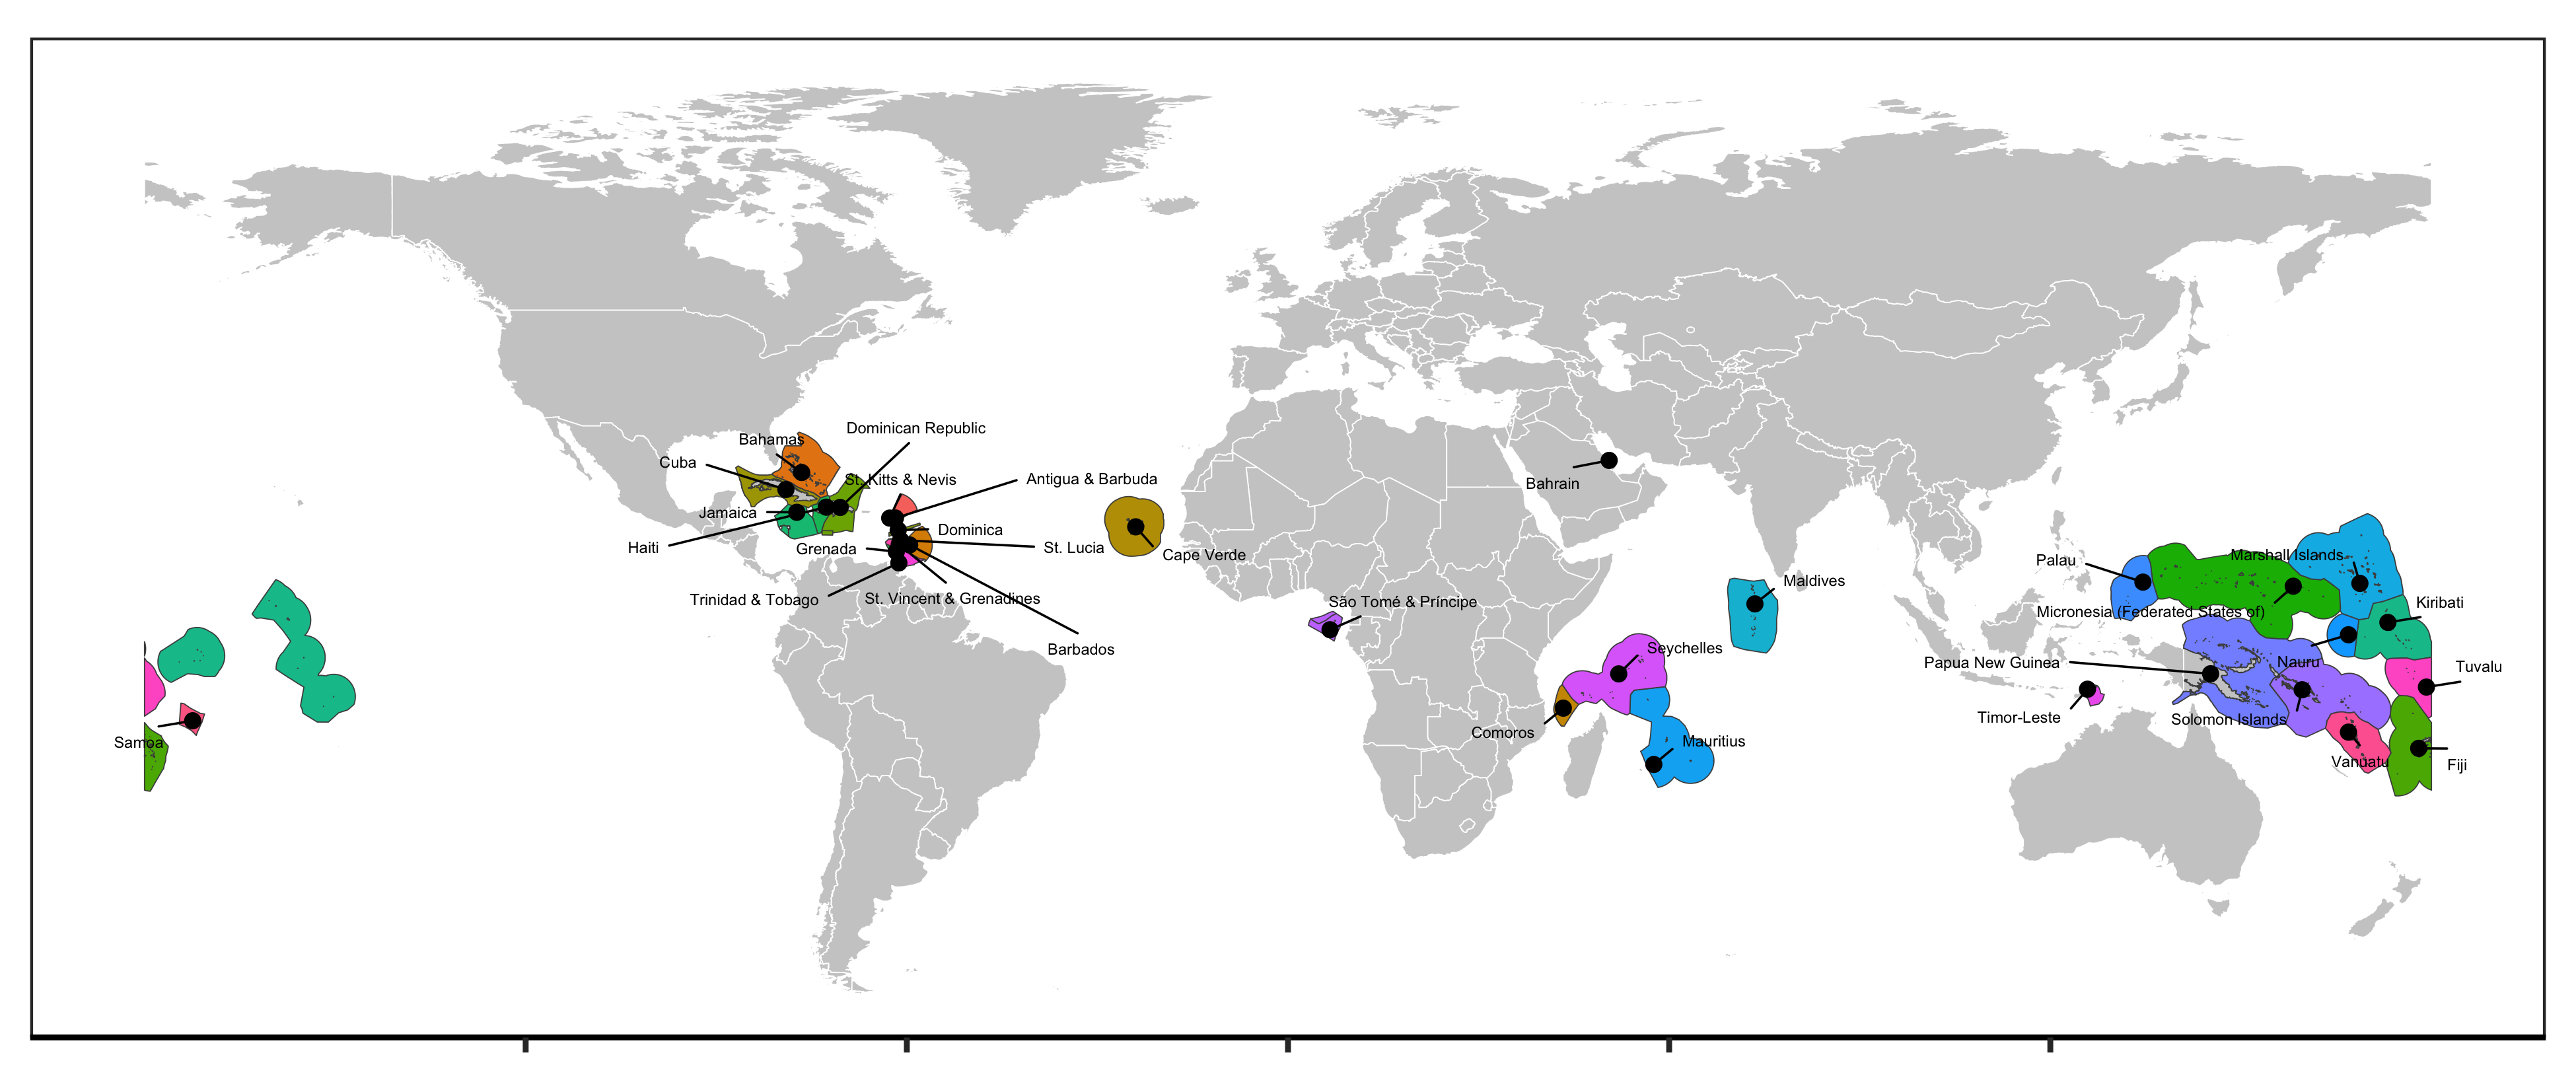 Dominican Republic
Bahamas
Cuba
St. Kitts & Nevis
Antigua & Barbuda
Bahrain
Jamaica
Dominica
Haiti
Grenada
St. Lucia
Cape Verde
Marshall Islands
Palau
Maldives
Trinidad & Tobago
St. Vincent & Grenadines
São Tomé & Príncipe
Kiribati
Micronesia (Federated States of)
Barbados
Seychelles
Papua New Guinea
Nauru
Tuvalu
Timor-Leste
Solomon Islands
Comoros
Samoa
Mauritius
Vanuatu
Fiji